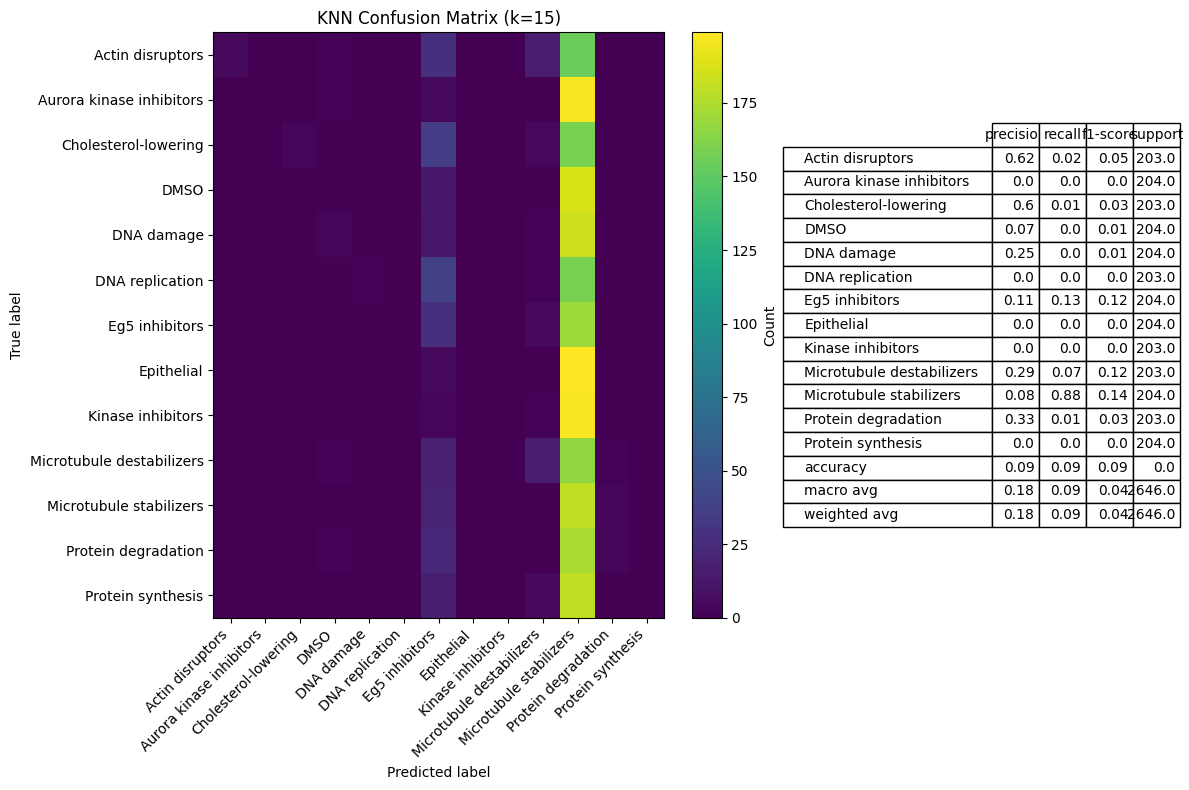 KNN Confusion Matrix (k=15)
True label
Actin disruptors
Aurora kinase inhibitors
Cholesterol-lowering
DMSO
DNA damage
DNA replication
Eg5 inhibitors
Epithelial
Kinase inhibitors
Microtubule destabilizers
Microtubule stabilizers
Protein degradation
Protein synthesis
Actin disruptors
Aurora kinase inhibitors
Cholesterol-lowering
DMSO
DNA damage
DNA replication
Eg5 inhibitors
Epithelial
Kinase inhibitors
Microtubule destabilizers
Microtubule stabilizers
Protein degradation
Protein synthesis
Predicted label
175
150
125
100
75
50
25
0
Count
precisio recall f1-score support
Actin disruptors 0.62 0.02 0.05 203.0
Aurora kinase inhibitors 0.0 0.0 0.0 204.0
Cholesterol-lowering 0.6 0.01 0.03 203.0
DMSO 0.07 0.0 0.01 204.0
DNA damage 0.25 0.0 0.01 204.0
DNA replication 0.0 0.0 0.0 203.0
Eg5 inhibitors 0.11 0.13 0.12 204.0
Epithelial 0.0 0.0 0.0 204.0
Kinase inhibitors 0.0 0.0 0.0 203.0
Microtubule destabilizers 0.29 0.07 0.12 203.0
Microtubule stabilizers 0.08 0.88 0.14 204.0
Protein degradation 0.33 0.01 0.03 203.0
Protein synthesis 0.0 0.0 0.0 204.0
accuracy 0.09 0.09 0.09 0.0
macro avg 0.18 0.09 0.04 2646.0
weighted avg 0.18 0.09 0.04 2646.0